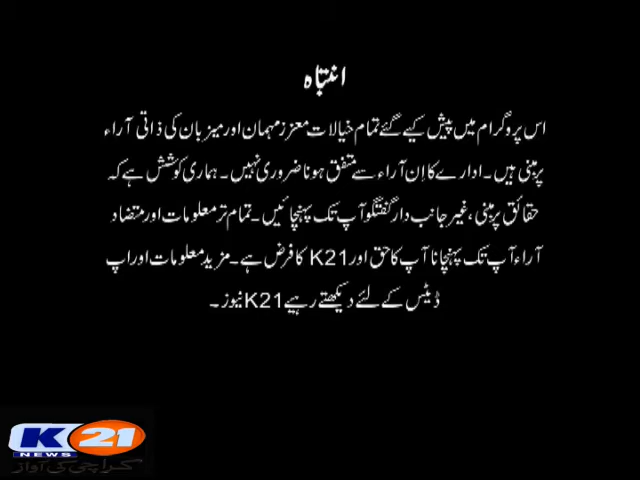 انتباہ
اس پروگرام میں پیش کیے گئے تمام خیالات معزز مہمان اور میزبان کی ذاتی آراء
پر مبنی ہیں۔ ادارے کا اِن آراء سے متفق ہونا ضروری نہیں۔ ہماری کوشش ہے کہ
حقائق پر مبنی، غیر جانب دار گفتگو آپ تک پہنچائیں۔ تمام تر معلومات اور متضاد
آراء آپ تک پہنچانا آپ کا حق اور K21 کا فرض ہے۔ مزید معلومات اور اپ
ڈیٹس کے لئے دیکھتے رہیے K21 نیوز۔
K21
NEWS
کراچی کی آواز